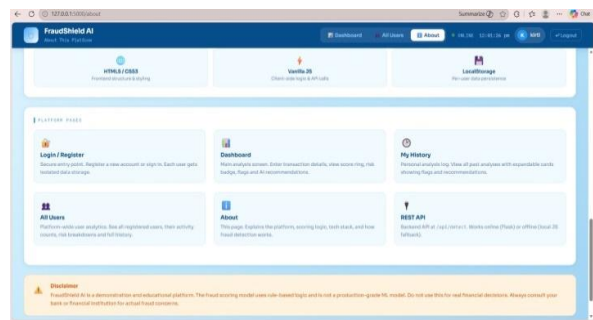 127.0.0.1:5000/about
Summarize
Chat
FraudShield AI
About This Platform
Dashboard
All Users
About
kirti
Logout
HTML5 / CSS3
Frontend structure & styling
Vanilla JS
Client-side logic & API calls
LocalStorage
Per-user data persistence
PLATFORM PAGES
Login / Register
Secure entry point. Register a new account or sign in. Each user gets
isolated data storage.
Dashboard
Main analysis screen. Enter transaction details, view score ring, risk
badge, flags and AI recommendations.
My History
Personal analysis log. View all past analyses with expandable cards
showing flags and recommendations.
All Users
Platform-wide user analytics. See all registered users, their activity
counts, risk breakdowns and full history.
About
This page. Explore the platform, scoring logic, tech stack, and how
fraud detection works.
REST API
Backend API at /api/detect. Works online (Flask) or offline (local JS
fallback).
Disclaimer
FraudShield AI is a demonstration and educational platform. The fraud scoring model uses rule-based logic and is not a production-grade ML model. Do not use this for real financial decisions. Always consult your
bank or financial institution for actual fraud concerns.